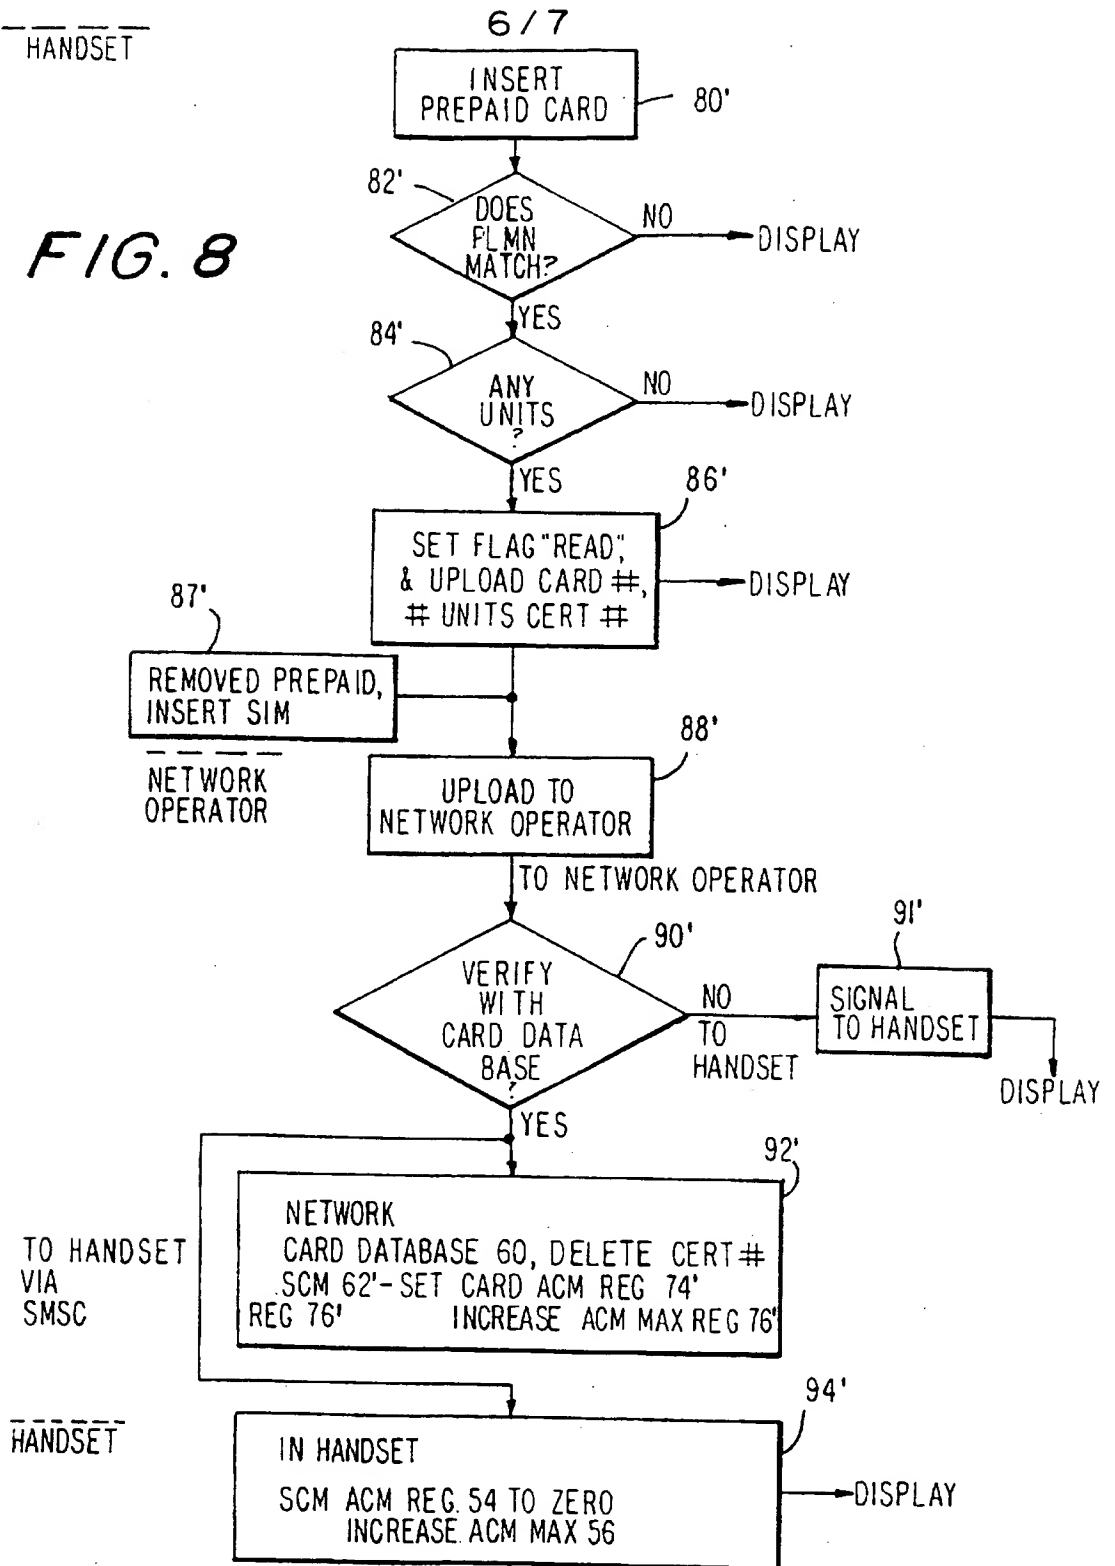 6/7
HANDSET
INSERT
PREPAID CARD
80'
FIG. 8
82'
DOES
PLMN
MATCH?
NO
DISPLAY
YES
84'
ANY
UNITS
?
NO
DISPLAY
YES
86'
SET FLAG "READ",
& UPLOAD CARD #,
# UNITS CERT #
DISPLAY
87'
REMOVED PREPAID,
INSERT SIM
NETWORK
OPERATOR
88'
UPLOAD TO
NETWORK OPERATOR
TO NETWORK OPERATOR
90'
VERIFY
WITH
CARD DATA
BASE
?
NO
TO
HANDSET
91'
SIGNAL
TO HANDSET
DISPLAY
YES
92'
NETWORK
CARD DATABASE 60, DELETE CERT #
SCM 62'-SET CARD ACM REG 74'
REG 76' INCREASE ACM MAX REG 76'
TO HANDSET
VIA
SMSC
94'
HANDSET
IN HANDSET
SCM ACM REG. 54 TO ZERO
INCREASE ACM MAX 56
DISPLAY